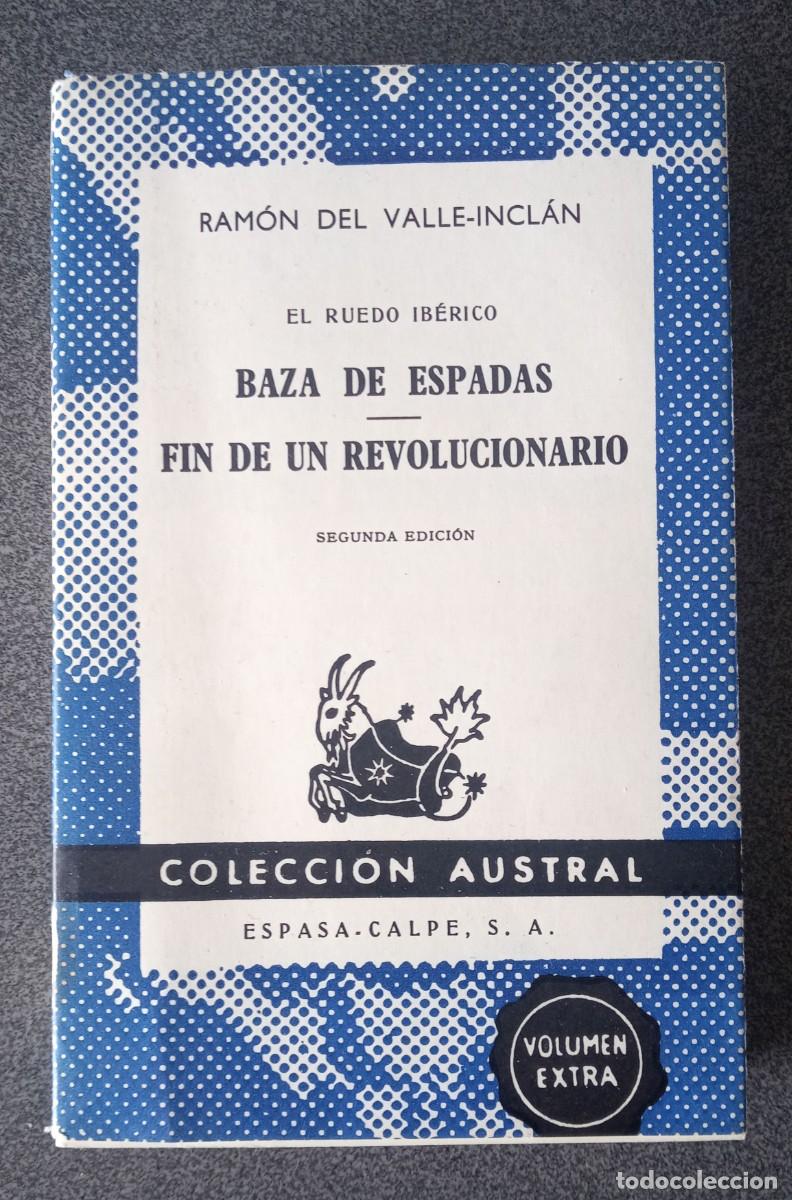 RAMÓN DEL VALLE-INCLÁN
EL RUEDO IBÉRICO
BAZA DE ESPADAS
FIN DE UN REVOLUCIONARIO
SEGUNDA EDICIÓN
COLECCIÓN AUSTRAL
ESPASA-CALPE, S. A.
VOLUMEN
EXTRA
todocoleccion